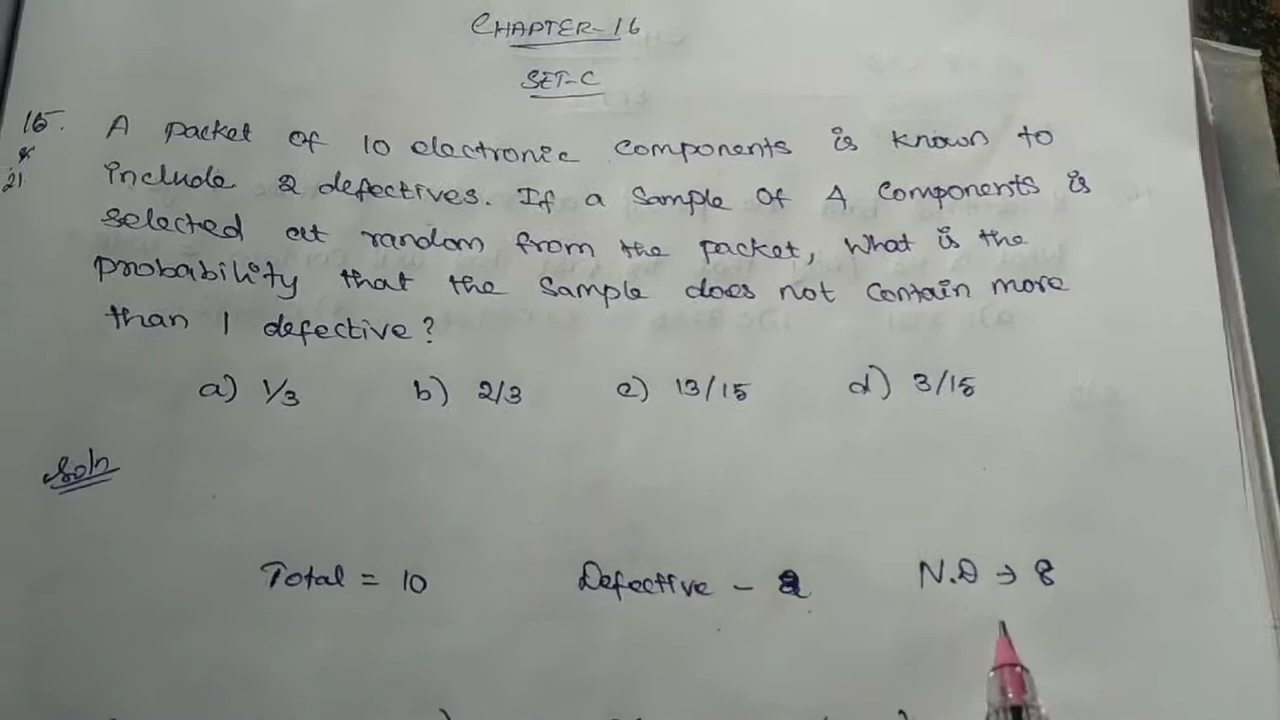 CHAPTER-16
SET-C
15. A packet of 10 electronic components is known to
&
21 include 2 defectives. If a sample of 4 components is
selected at random from the packet, what is the
probability that the sample does not contain more
than 1 defective?
a) 1/3 b) 2/3 c) 13/15 d) 3/15
Soln
Total = 10 Defective - 2 N.D → 8